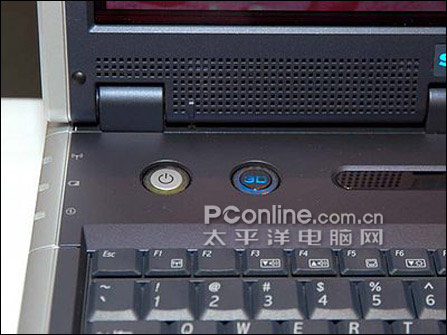 S
3D
PConline.com.cn
太平洋电脑网
Esc F1 F2 F3 F4 F5 F6
~ ! @ # $ % ^
` 1 2 3 4 5 6
W E R T